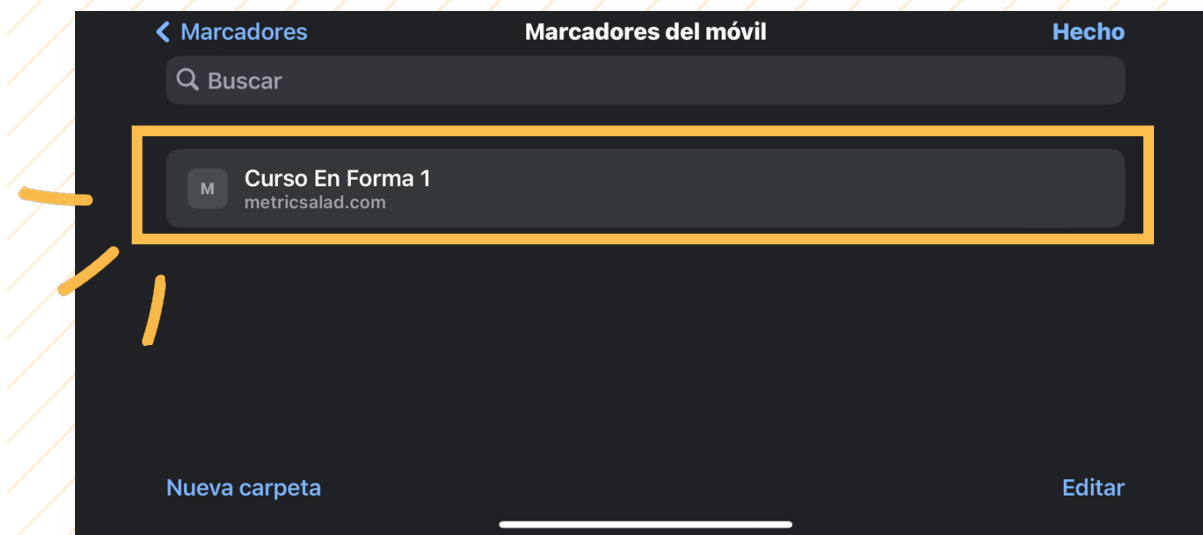 Marcadores
Marcadores del móvil
Hecho
Buscar
M
Curso En Forma 1
metricsalad.com
Nueva carpeta
Editar